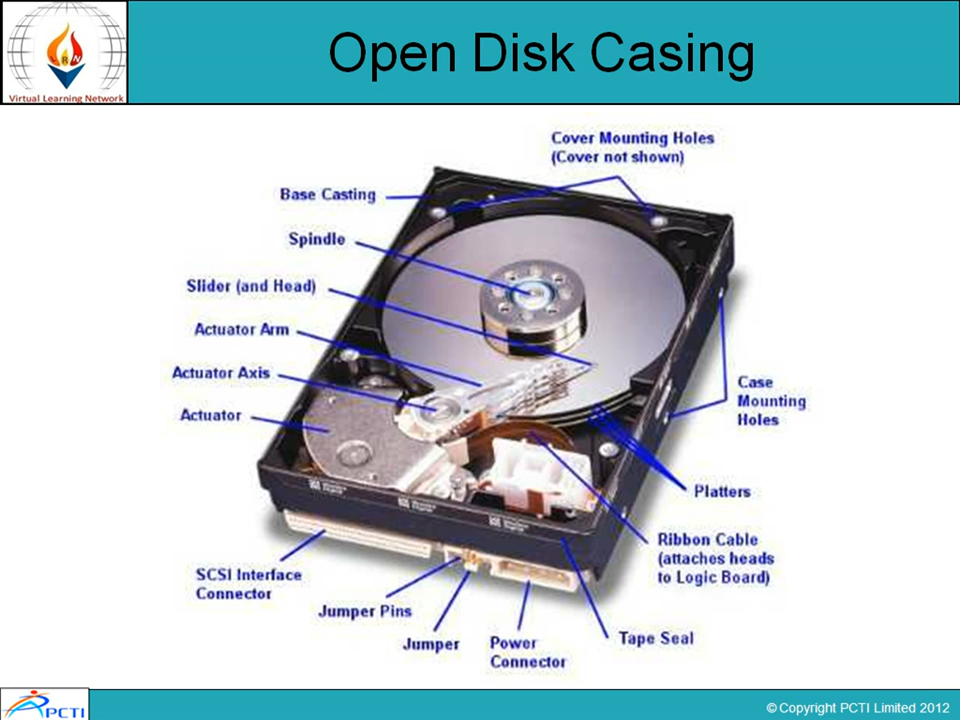 Open Disk Casing
RN
Virtual Learning Network
Cover Mounting Holes
(Cover not shown)
Base Casting
Spindle
Slider (and Head)
Actuator Arm
Actuator Axis
Actuator
Case
Mounting
Holes
Platters
Ribbon Cable
(attaches heads
to Logic Board)
SCSI Interface
Connector
Jumper Pins
Jumper
Power
Connector
Tape Seal
PCTI
© Copyright PCTI Limited 2012